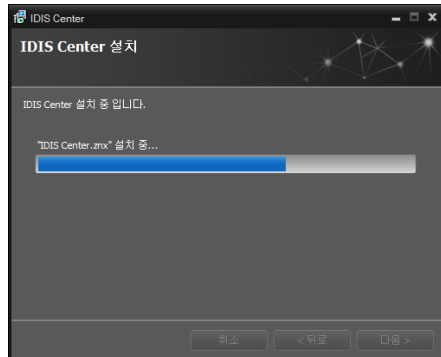 IDIS Center
IDIS Center 설치
IDIS Center 설치 중 입니다.
"IDIS Center.znx" 설치 중...
취소
< 뒤로
다음 >